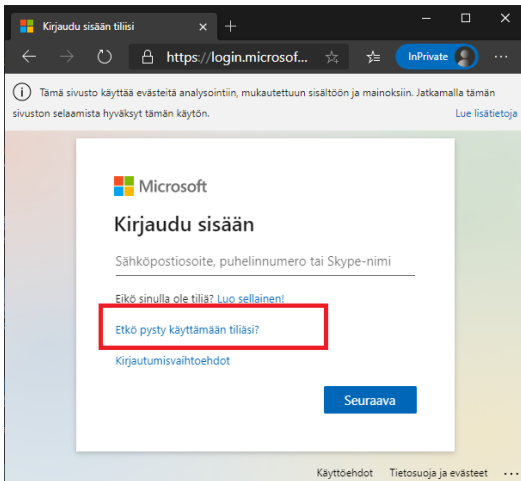 Kirjaudu sisään tiliisi
https://login.microsof...
InPrivate
Tämä sivusto käyttää evästeitä analysointiin, mukautettuun sisältöön ja mainoksiin. Jatkamalla tämän
sivuston selaamista hyväksyt tämän käytön.
Lue lisätietoja
Microsoft
Kirjaudu sisään
Sähköpostiosoite, puhelinnumero tai Skype-nimi
Eikö sinulla ole tiliä? Luo sellainen!
Etkö pysty käyttämään tiliäsi?
Kirjautumisvaihtoehdot
Seuraava
Käyttöehdot Tietosuoja ja evästeet ...